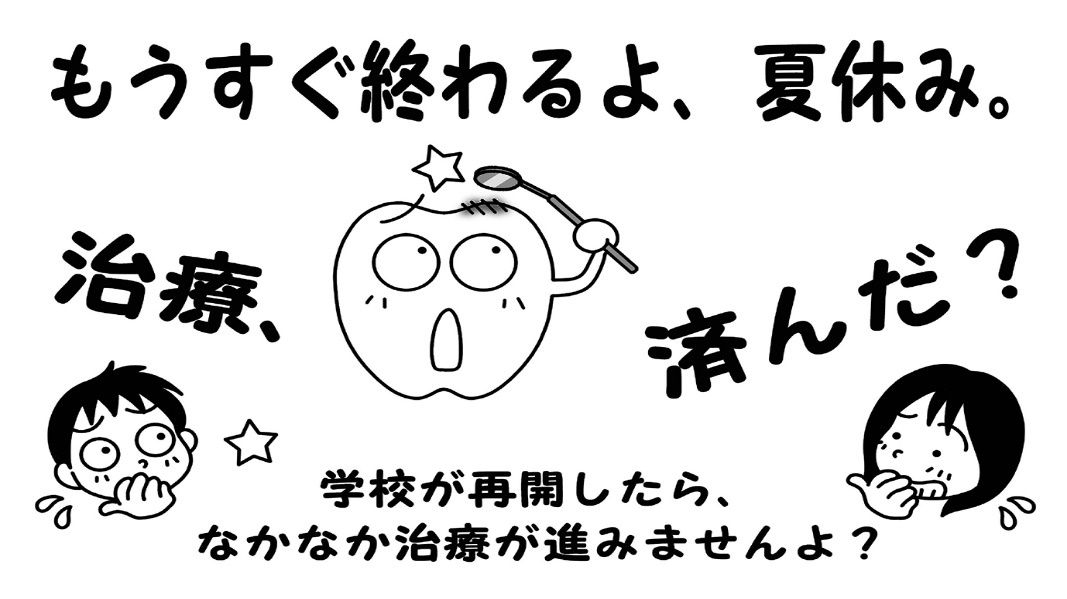 もうすぐ終わるよ、夏休み。
治療、
済んだ？
学校が再開したら、
なかなか治療が進みませんよ？